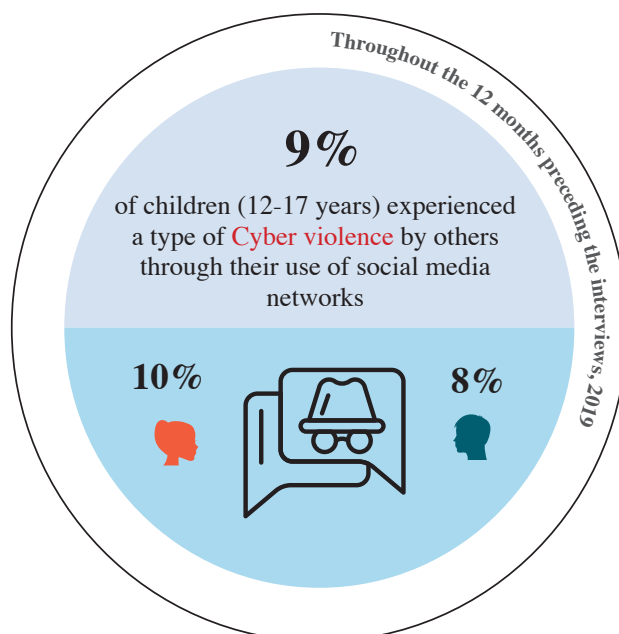 Throughout the 12 months preceding the interviews, 2019
9%
of children (12-17 years) experienced
a type of Cyber violence by others
through their use of social media
networks
10%
8%